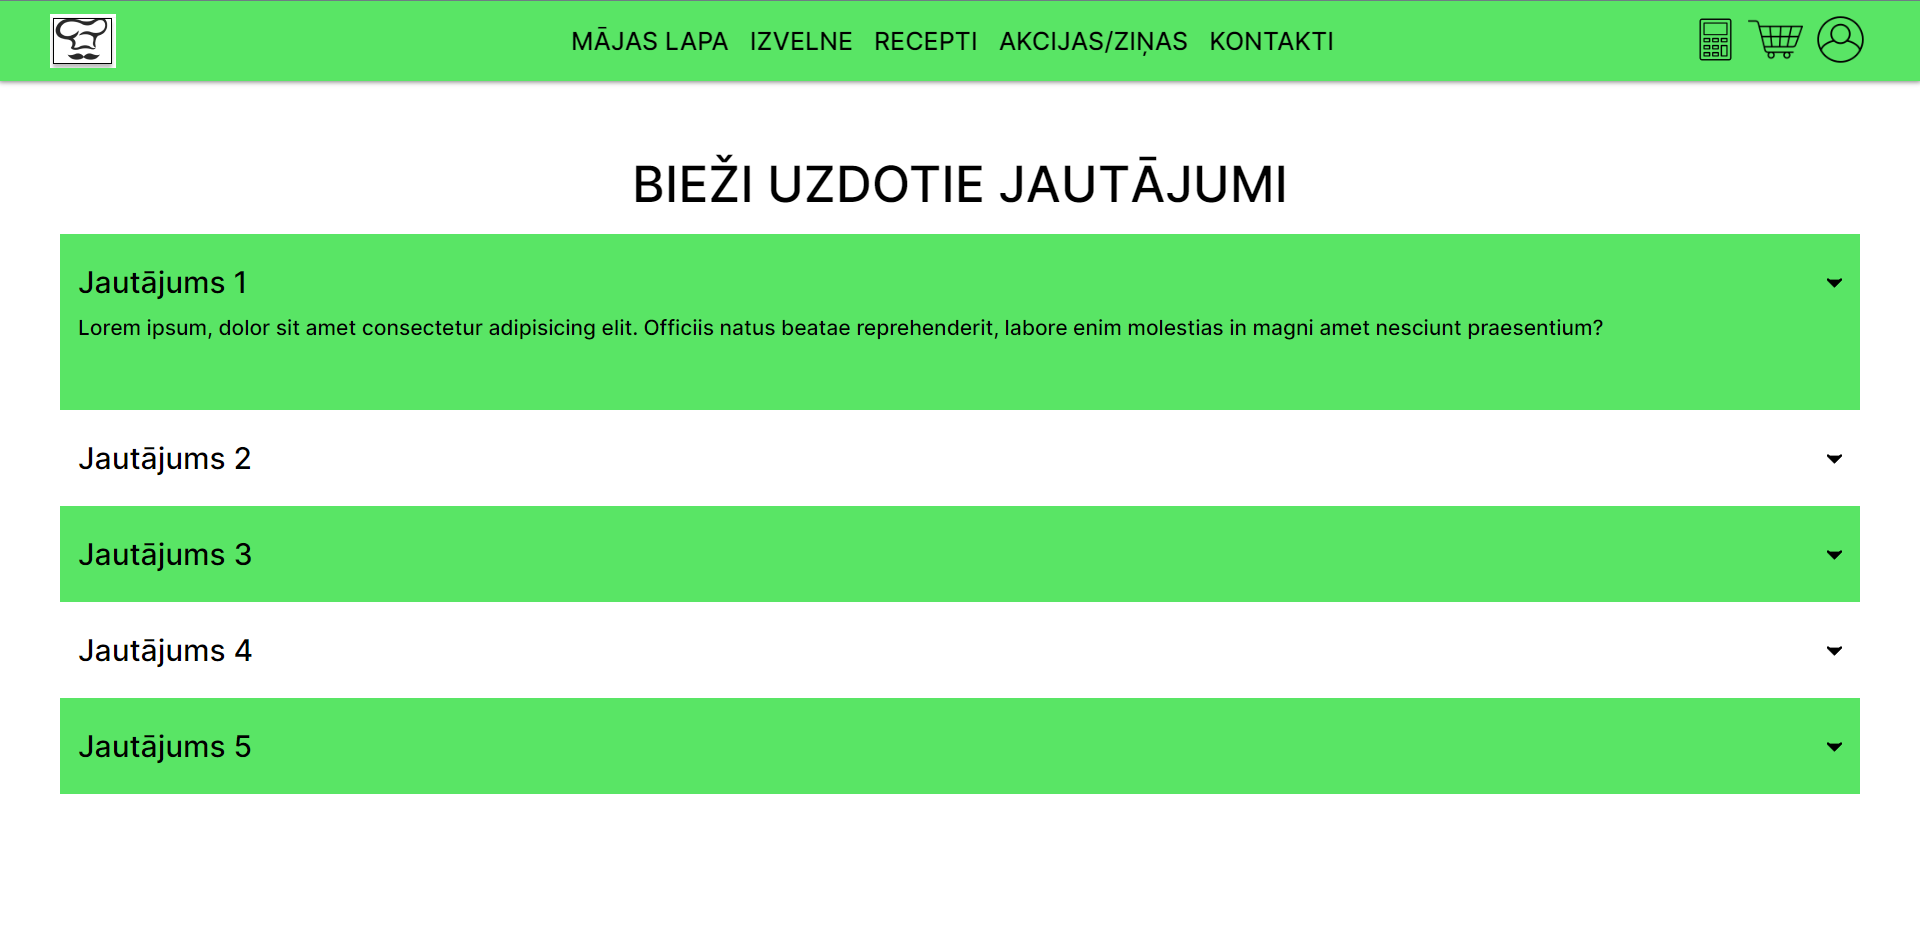 MĀJAS LAPA IZVELNE RECEPTI AKCIJAS/ZIŅAS KONTAKTI
BIEŽI UZDOTIE JAUTĀJUMI
Jautājums 1
Lorem ipsum, dolor sit amet consectetur adipisicing elit. Officiis natus beatae reprehenderit, labore enim molestias in magni amet nesciunt praesentium?
Jautājums 2
Jautājums 3
Jautājums 4
Jautājums 5